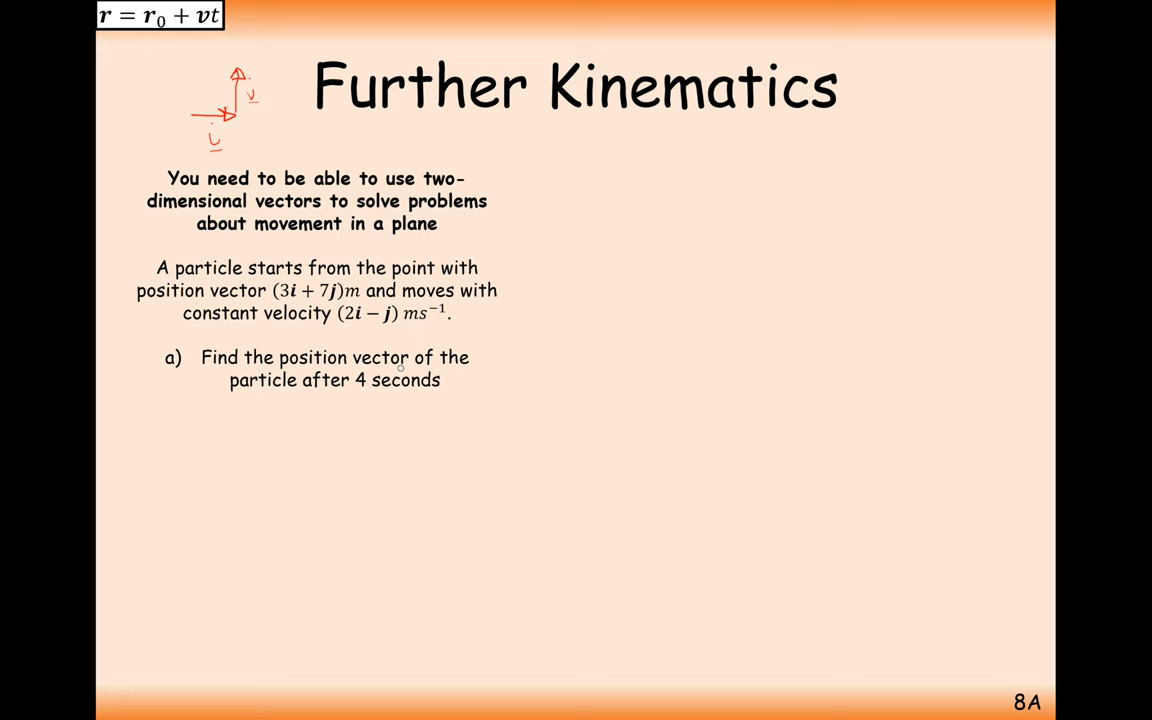 r = r₀ + vt
Further Kinematics
i
You need to be able to use two-
dimensional vectors to solve problems
about movement in a plane
A particle starts from the point with
position vector (3i + 7j)m and moves with
constant velocity (2i − j) ms⁻¹.
a) Find the position vector of the
particle after 4 seconds
8A